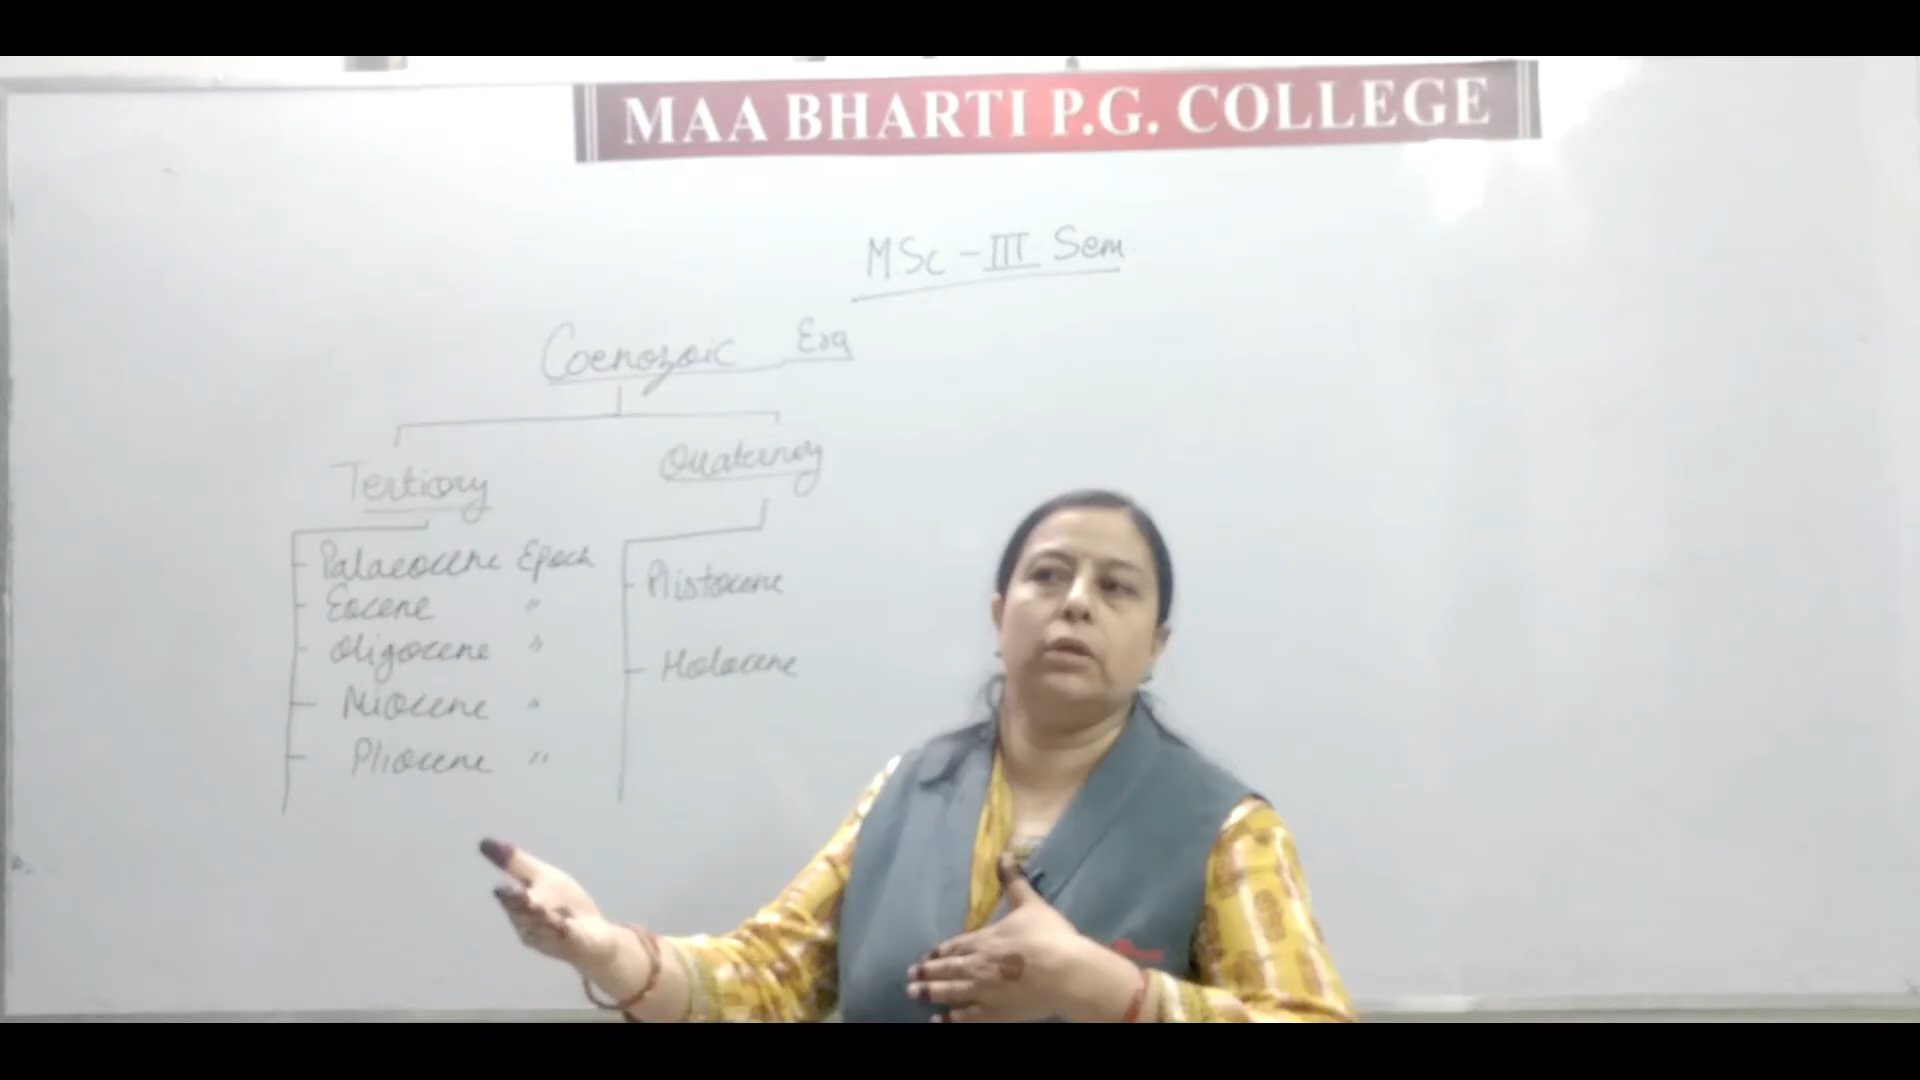 MAA BHARTI P.G. COLLEGE
MSc - III Sem.
Coenozoic Era
Tertiary
Quaternary
Palaeocene Epoch
Eocene "
Oligocene "
Miocene "
Pliocene "
Plistocene
Holocene